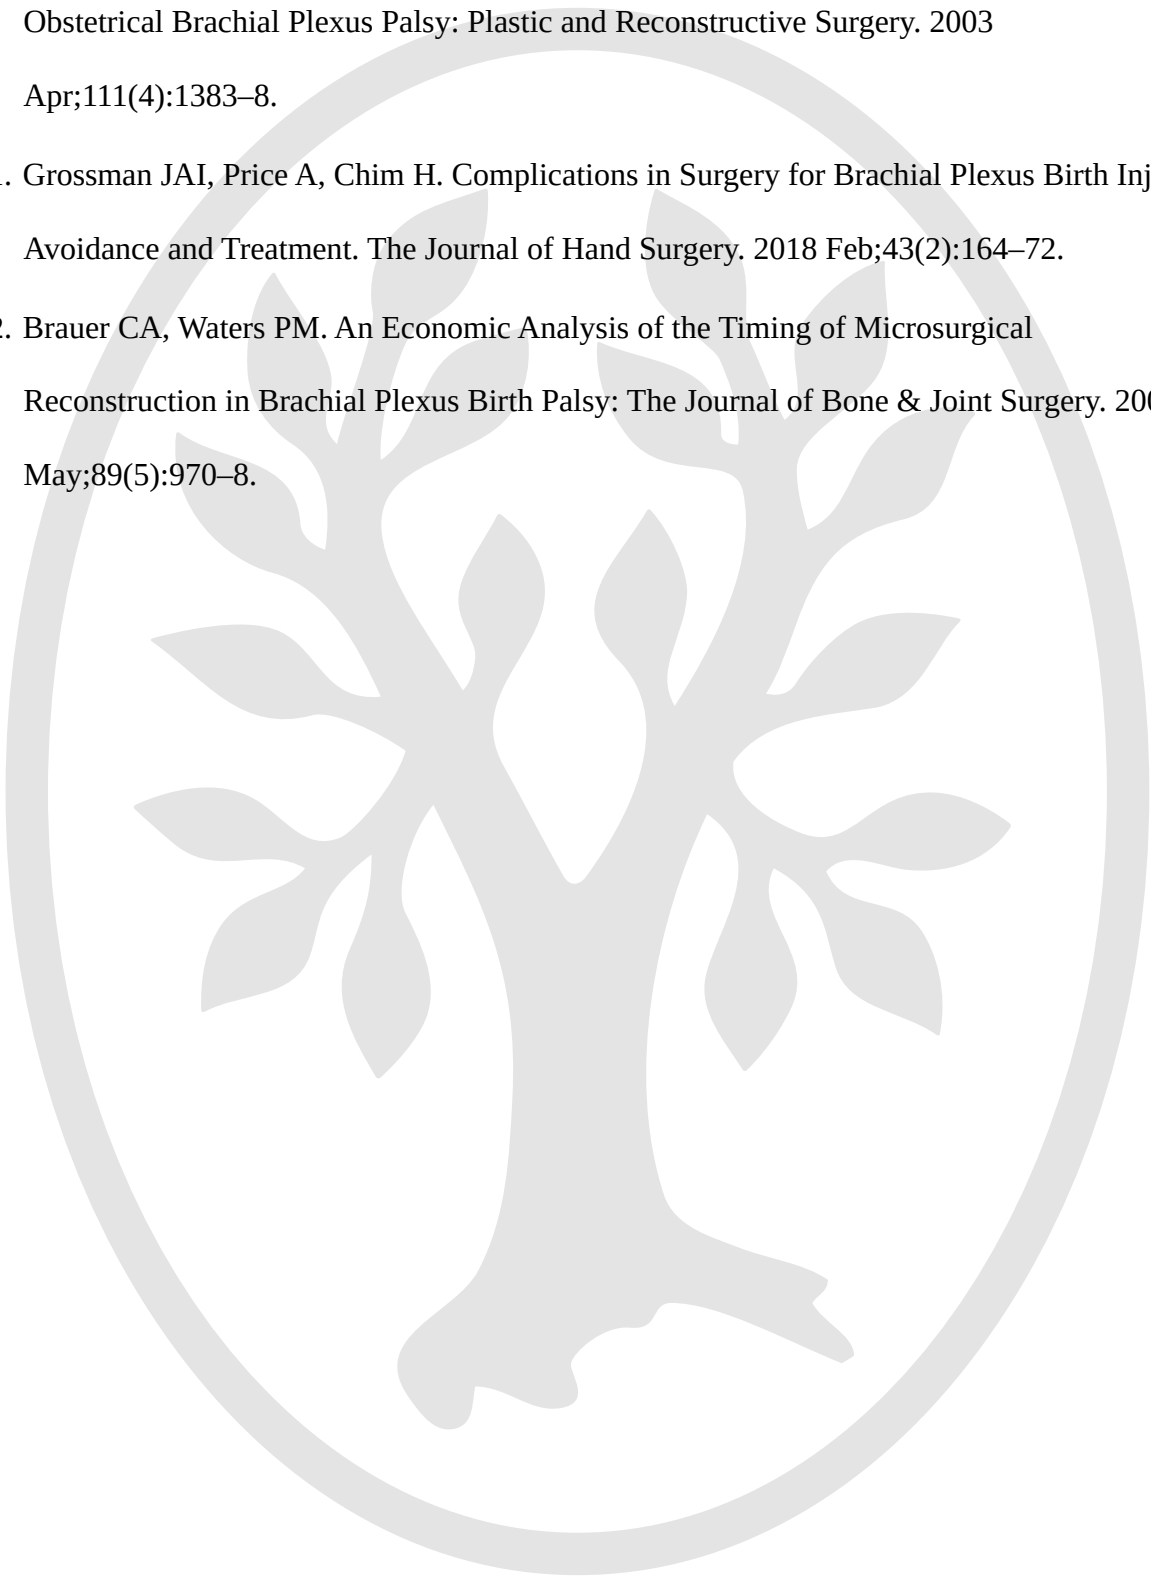 Obstetrical Brachial Plexus Palsy: Plastic and Reconstructive Surgery. 2003
Apr;111(4):1383–8.
. Grossman JAI, Price A, Chim H. Complications in Surgery for Brachial Plexus Birth Inj
Avoidance and Treatment. The Journal of Hand Surgery. 2018 Feb;43(2):164–72.
2. Brauer CA, Waters PM. An Economic Analysis of the Timing of Microsurgical
Reconstruction in Brachial Plexus Birth Palsy: The Journal of Bone & Joint Surgery. 200
May;89(5):970–8.